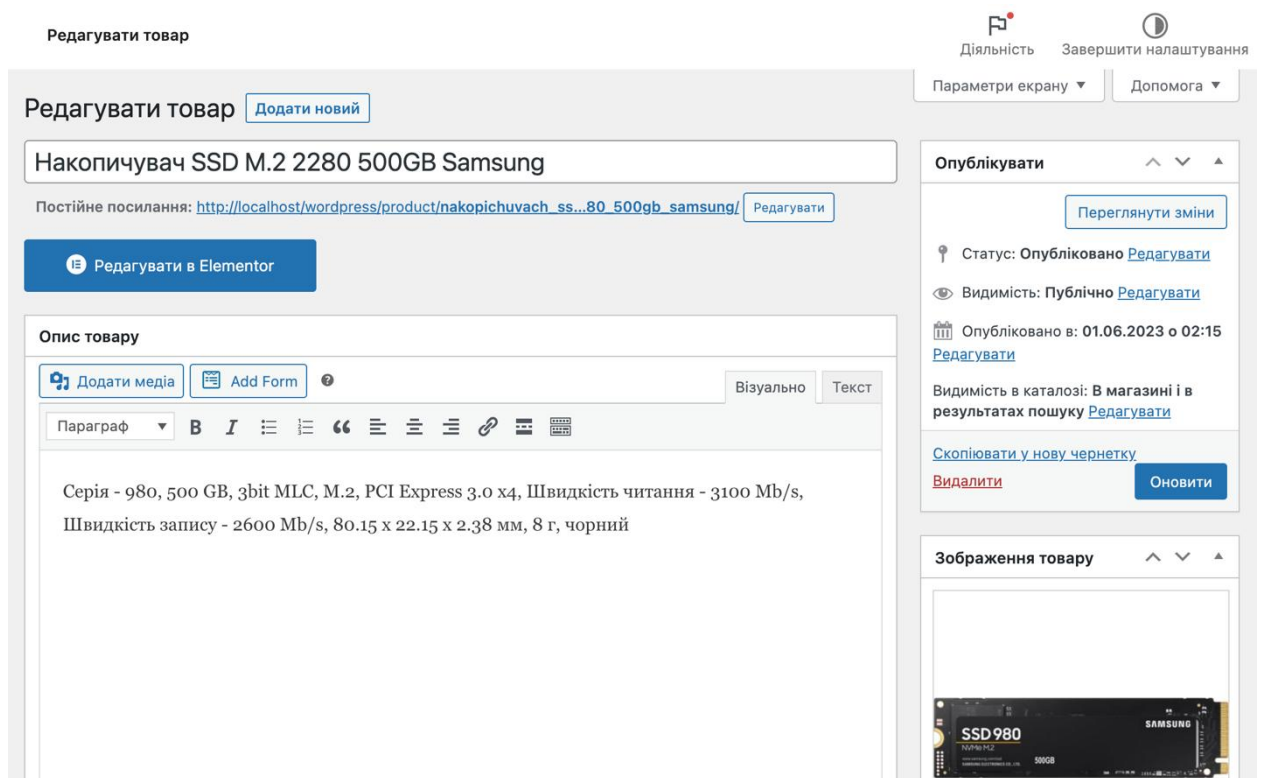 Редагувати товар
Діяльність
Завершити налаштування
Параметри екрану
Допомога
Редагувати товар
Додати новий
Накопичувач SSD M.2 2280 500GB Samsung
Постійне посилання: http://localhost/wordpress/product/nakopichuvach_ss...80_500gb_samsung/ Редагувати
Редагувати в Elementor
Опис товару
Додати медіа
Add Form
Візуально
Текст
Параграф
Серія - 980, 500 GB, 3bit MLC, M.2, PCI Express 3.0 x4, Швидкість читання - 3100 Mb/s,
Швидкість запису - 2600 Mb/s, 80.15 x 22.15 x 2.38 мм, 8 г, чорний
Опублікувати
Переглянути зміни
Статус: Опубліковано Редагувати
Видимість: Публічно Редагувати
Опубліковано в: 01.06.2023 о 02:15
Редагувати
Видимість в каталозі: В магазині і в
результатах пошуку Редагувати
Скопіювати у нову чернетку
Видалити
Оновити
Зображення товару
SAMSUNG
SSD 980
NVMe M.2
500GB